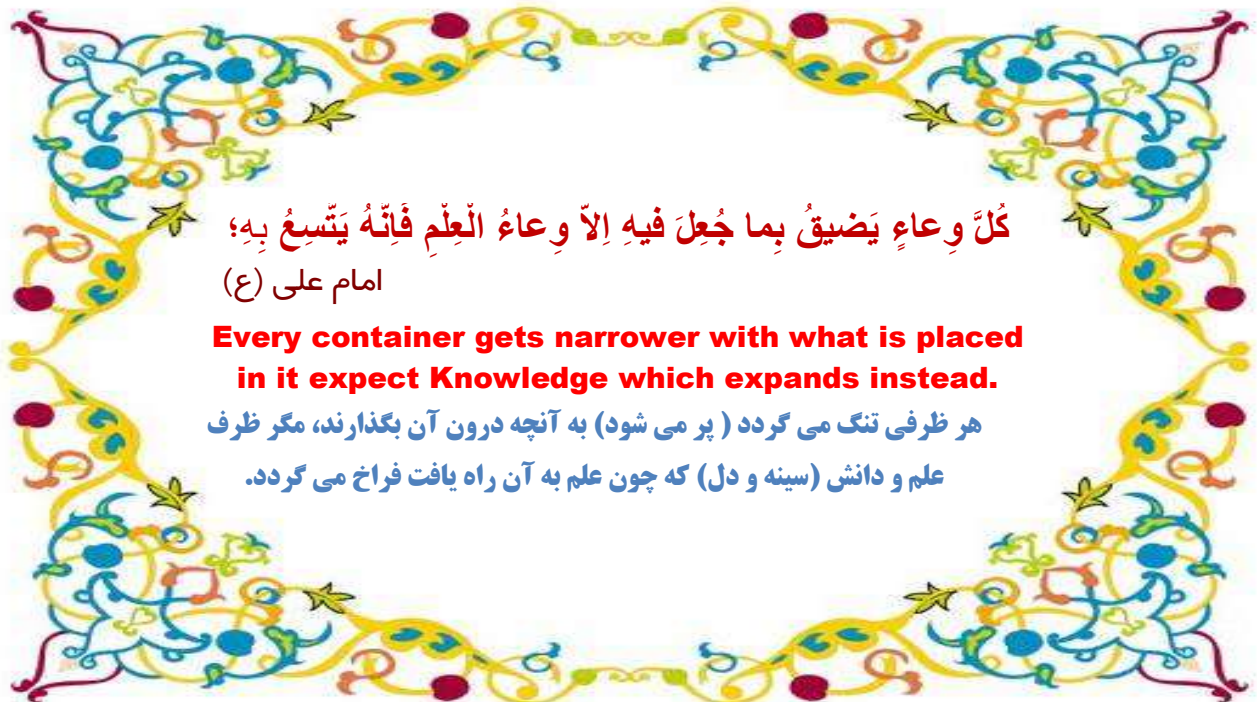 كُلَّ وِعاءٍ يَضيقُ بِما جُعِلَ فيهِ اِلاّ وِعاءُ الْعِلْمِ فَاِنَّهُ يَتَّسِعُ بِهِ؛
امام علی (ع)
Every container gets narrower with what is placed
in it expect Knowledge which expands instead.
هر ظرفی تنگ می گردد ( پر می شود) به آنچه درون آن بگذارند، مگر ظرف
علم و دانش (سینه و دل) که چون علم به آن راه یافت فراخ می گردد.